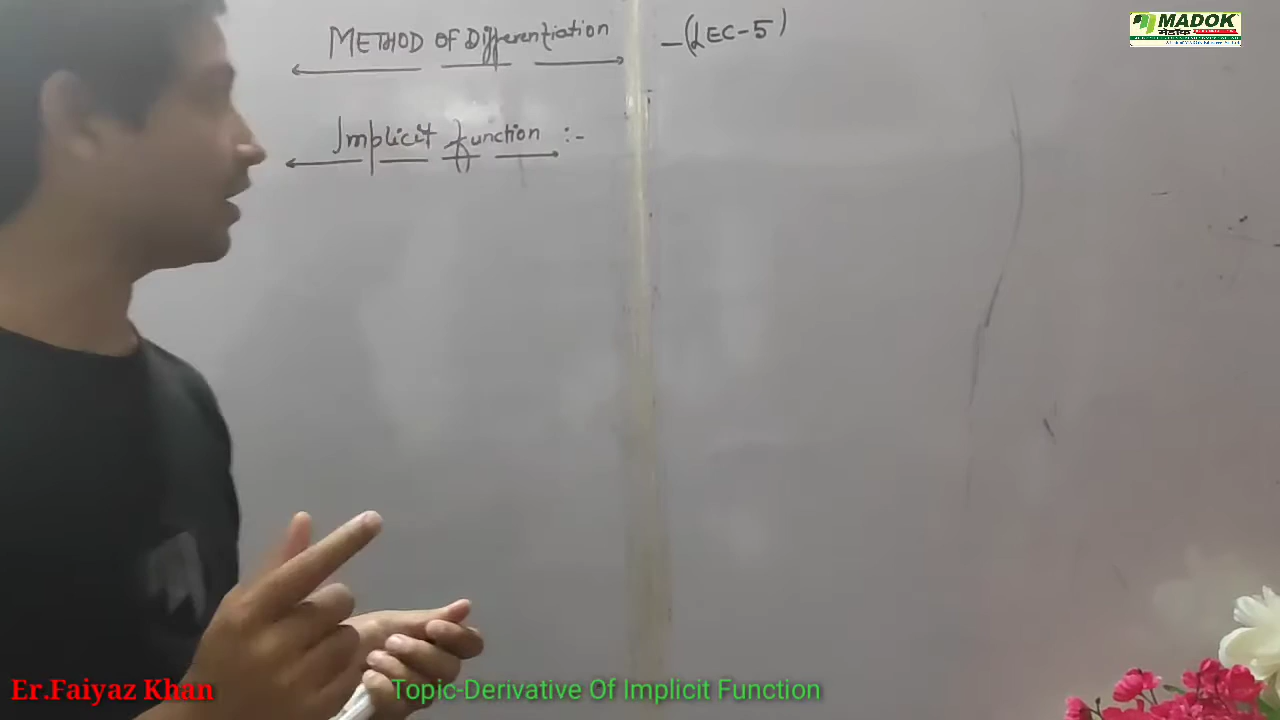 METHOD OF Differentiation -(LEC-5)
Implicit function :-
MADOK
Er.Faiyaz Khan
Topic-Derivative Of Implicit Function